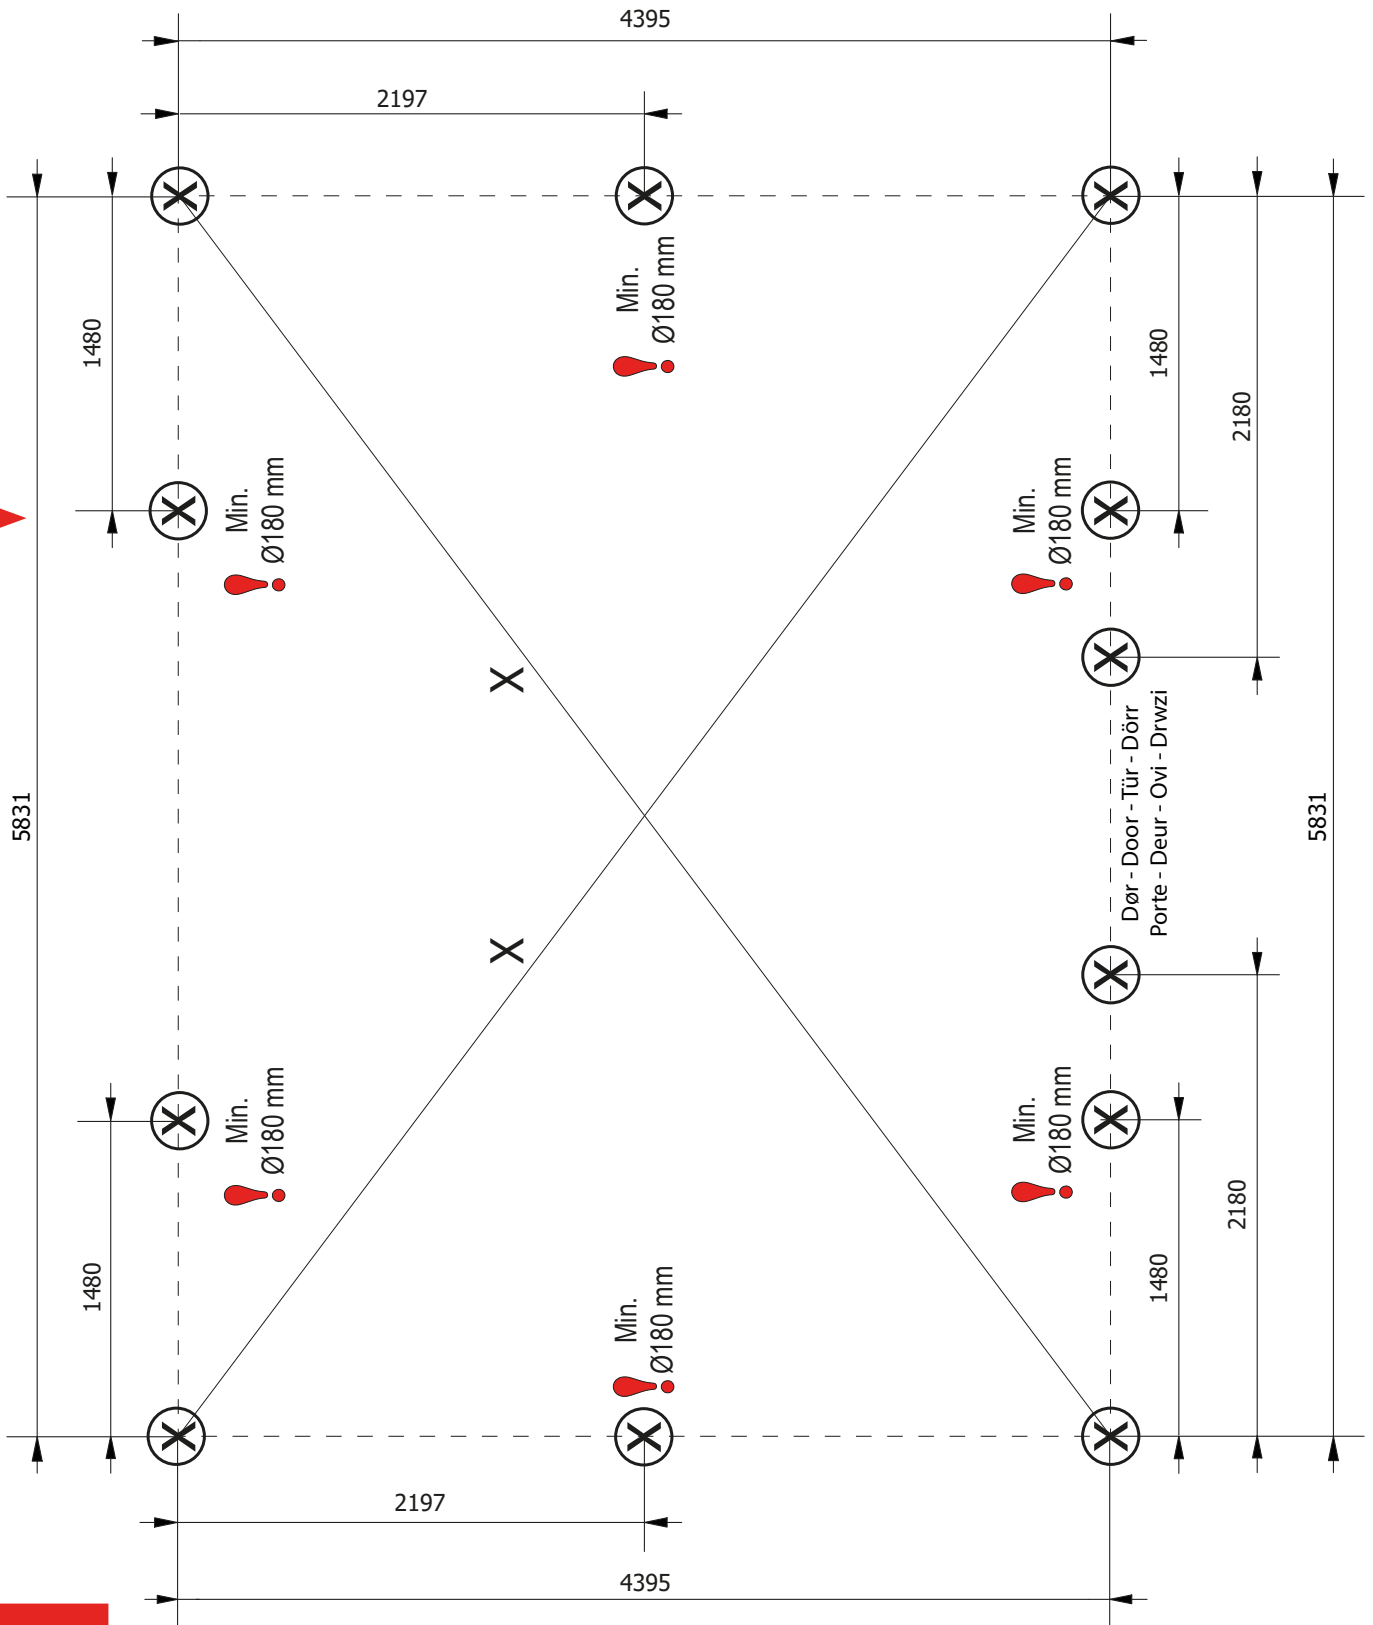 4395
2197
X
X
X
Min.
Ø180 mm
1480
1480
2180
X
Min.
Ø180 mm
Min.
Ø180 mm
X
X
X
5831
Dør - Door - Tür - Dörr
Porte - Deur - Ovi - Drwzi
5831
X
X
X
Min.
Ø180 mm
Min.
Ø180 mm
X
2180
1480
1480
Min.
Ø180 mm
X
X
X
2197
4395